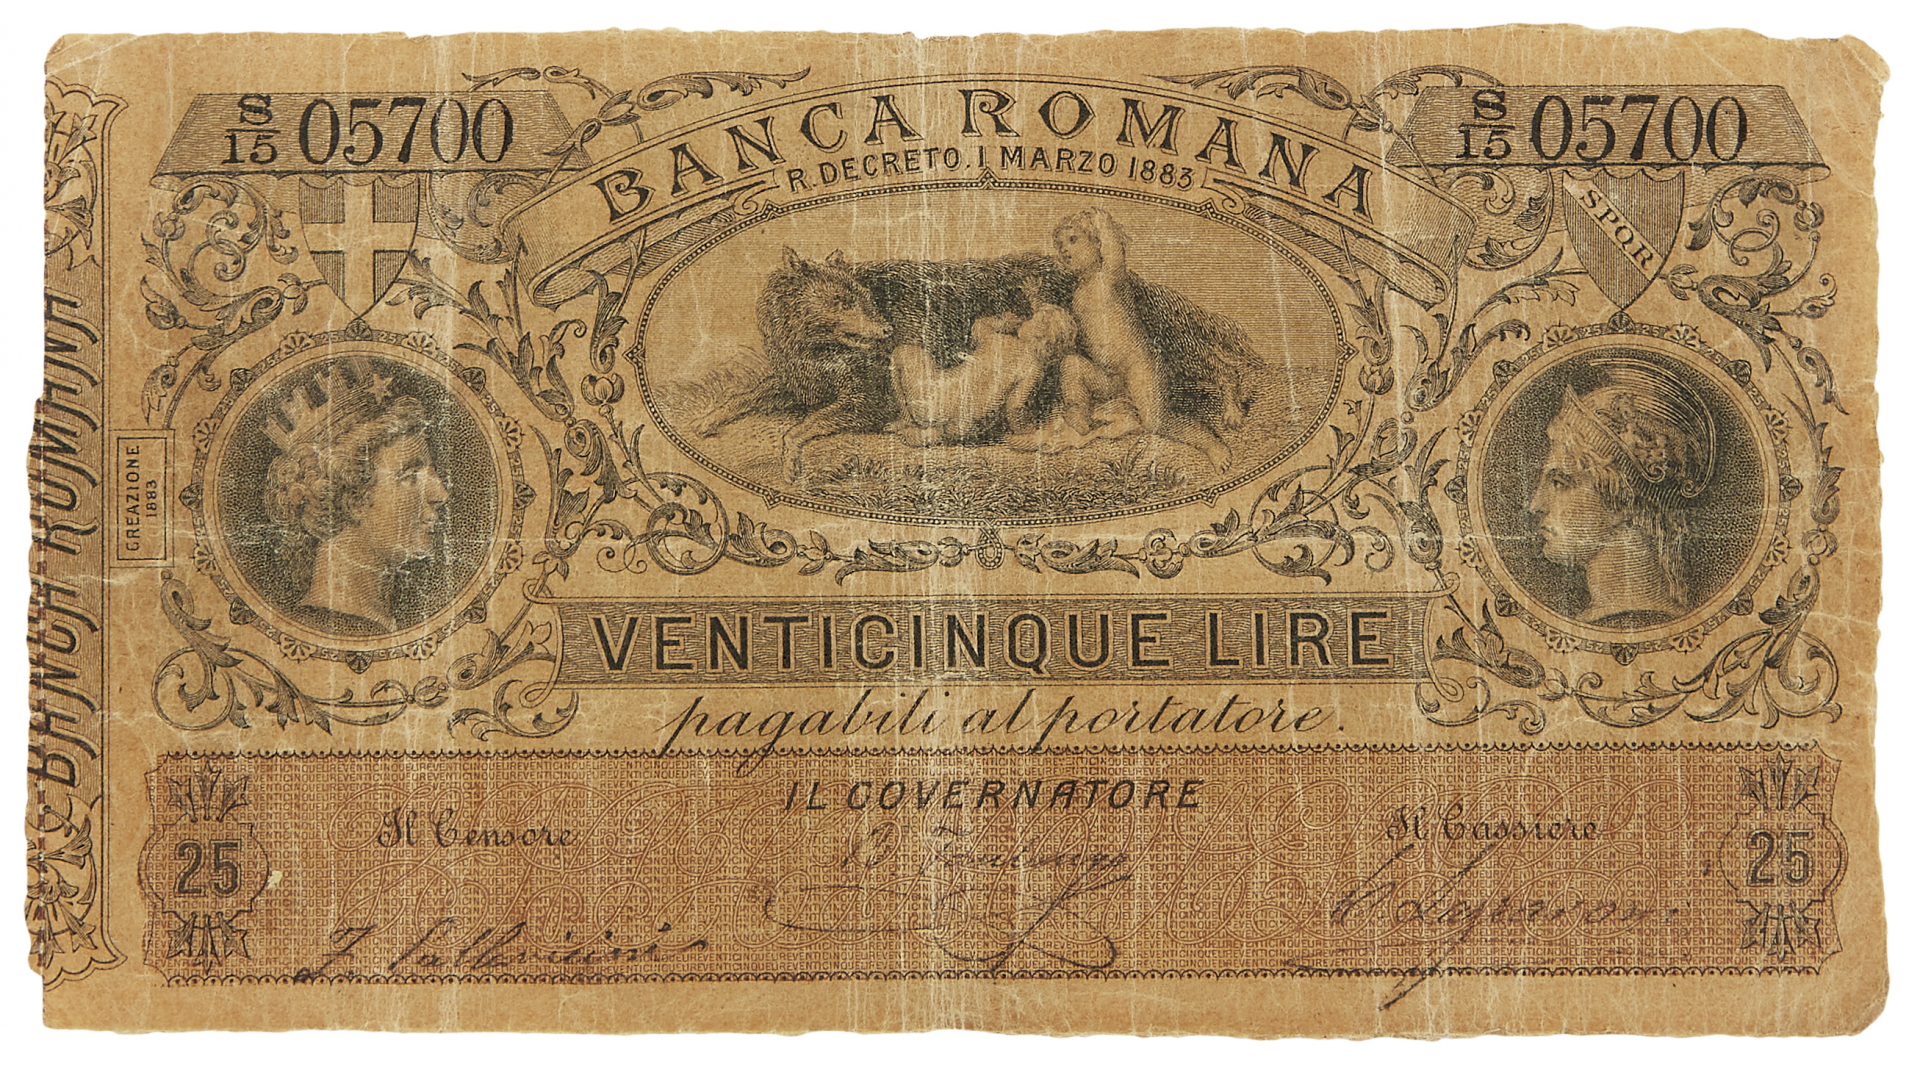 S/15 05700
BANCA ROMANA
S/15 05700
R. DECRETO. 1 MARZO 1883
SPQR
BANCA ROMANA
CREAZIONE
1883
VENTICINQUE LIRE
pagabili al portatore.
IL GOVERNATORE
Il Censore
Il Cassiere
25
25